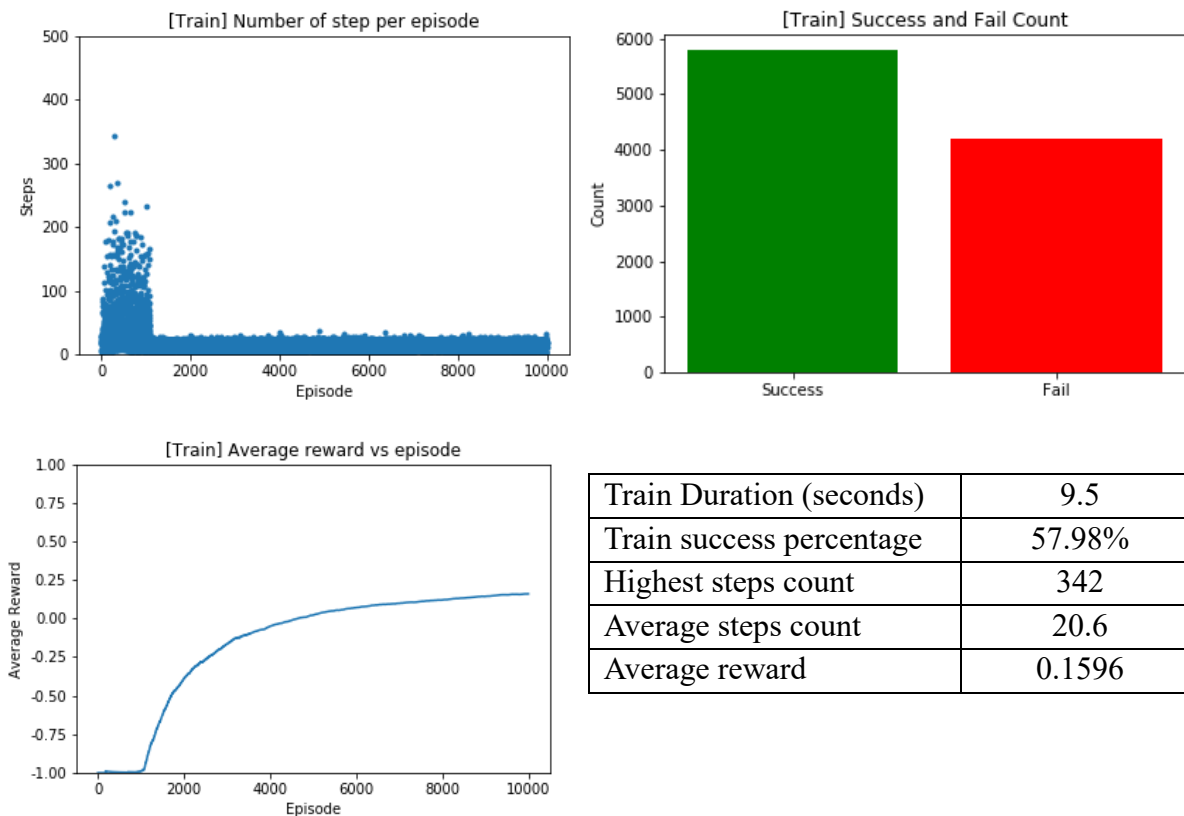 [Train] Number of step per episode
500
400
300
200
100
0
Steps
0 2000 4000 6000 8000 10000
Episode
[Train] Success and Fail Count
6000
5000
4000
3000
2000
1000
0
Count
Success Fail
Episode
[Train] Average reward vs episode
1.00
0.75
0.50
0.25
0.00
-0.25
-0.50
-0.75
-1.00
Average Reward
0 2000 4000 6000 8000 10000
Episode
Train Duration (seconds) 9.5
Train success percentage 57.98%
Highest steps count 342
Average steps count 20.6
Average reward 0.1596